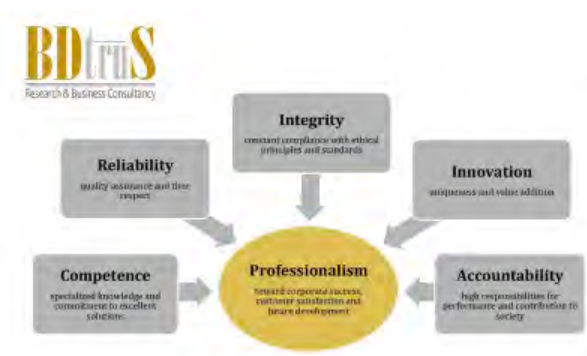 BDtruS
Research & Business Consultancy
Integrity
constant compliance with ethical
principles and standards
Reliability
quality assurance and time
respect
Innovation
uniqueness and value addition
Competence
specialized knowledge and
commitment to excellent
solutions
Professionalism
toward corporate success,
customer satisfaction and
future development
Accountability
high responsibilities for
performance and contribution to
society